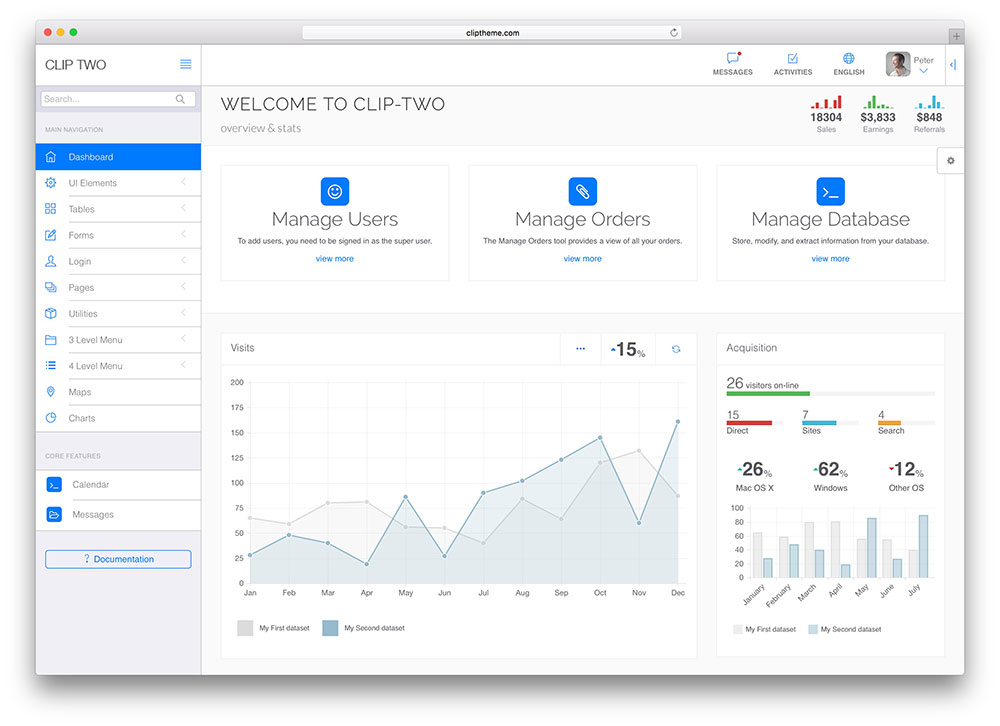 cliptheme.com
CLIP TWO
MESSAGES
ACTIVITIES
ENGLISH
Peter
Search...
MAIN NAVIGATION
Dashboard
UI Elements
Tables
Forms
Login
Pages
Utilities
3 Level Menu
4 Level Menu
Maps
Charts
CORE FEATURES
Calendar
Messages
? Documentation
WELCOME TO CLIP-TWO
overview & stats
18304
Sales
$3,833
Earnings
$848
Referrals
Manage Users
To add users, you need to be signed in as the super user.
view more
Manage Orders
The Manage Orders tool provides a view of all your orders.
view more
Manage Database
Store, modify, and extract information from your database.
view more
Visits
15%
200
175
150
125
100
75
50
25
0
Jan Feb Mar Apr May Jun Jul Aug Sep Oct Nov Dec
My First dataset My Second dataset
Acquisition
26 visitors on-line
15
Direct
7
Sites
4
Search
26%
Mac OS X
62%
Windows
12%
Other OS
100
80
60
40
20
0
January February March April May June July
My First dataset My Second dataset